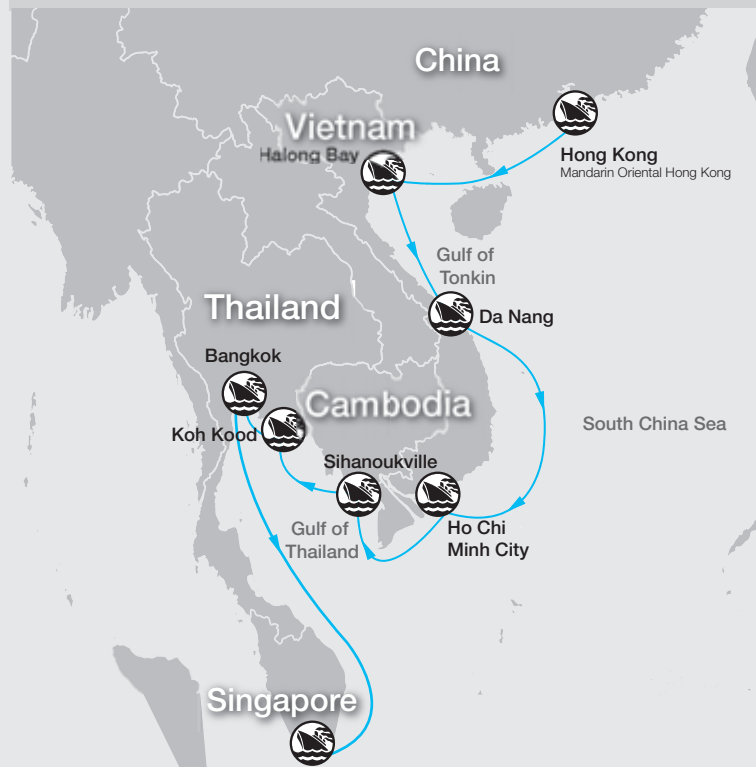 China
Vietnam
Halong Bay
Hong Kong
Mandarin Oriental Hong Kong
Gulf of
Tonkin
Thailand
Da Nang
Bangkok
Cambodia
South China Sea
Koh Kood
Sihanoukville
Gulf of
Thailand
Ho Chi
Minh City
Singapore